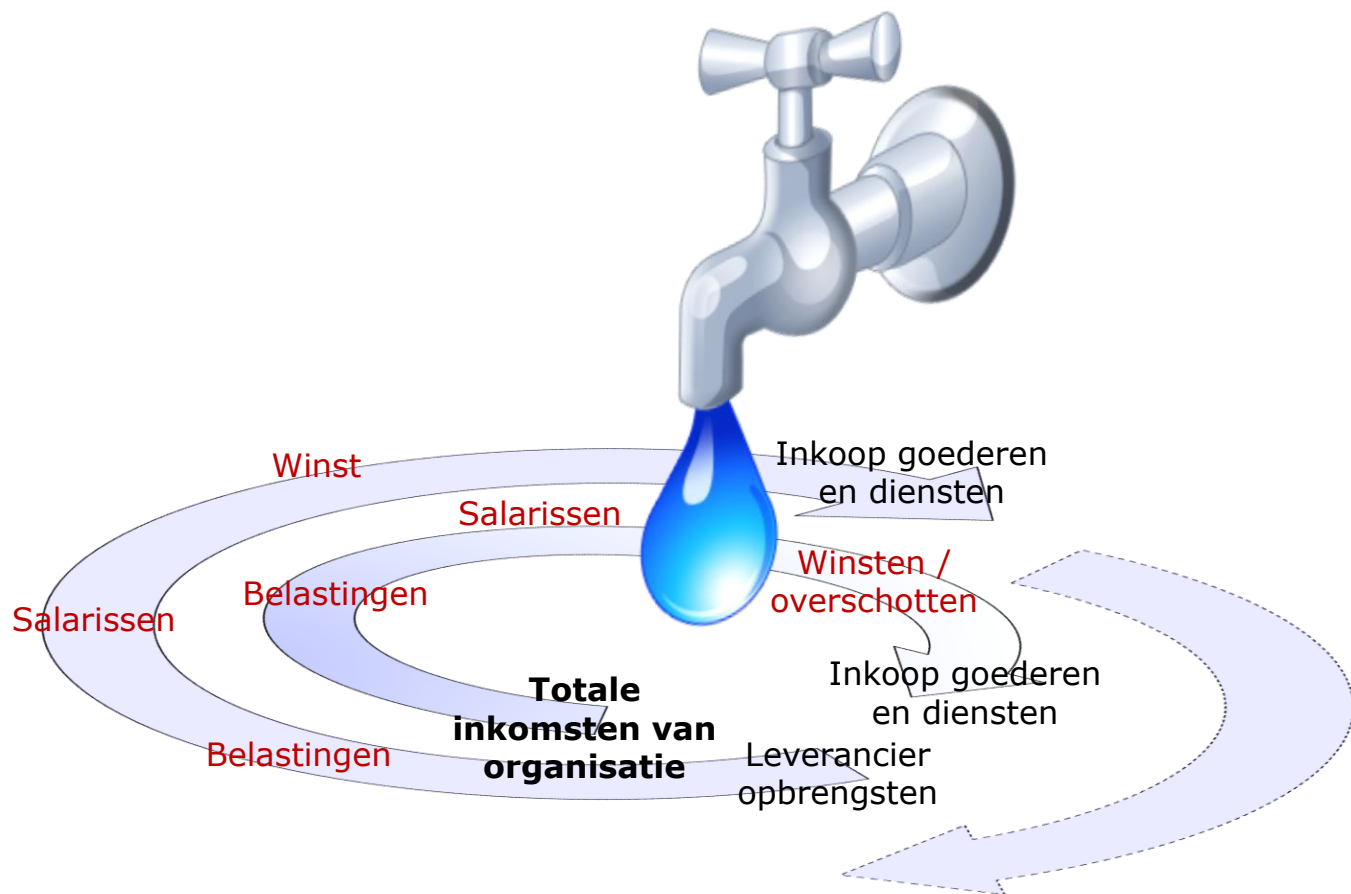 Winst
Inkoop goederen
en diensten
Salarissen
Belastingen
Winsten /
overschotten
Salarissen
Inkoop goederen
en diensten
Totale
inkomsten van
organisatie
Belastingen
Leverancier
opbrengsten